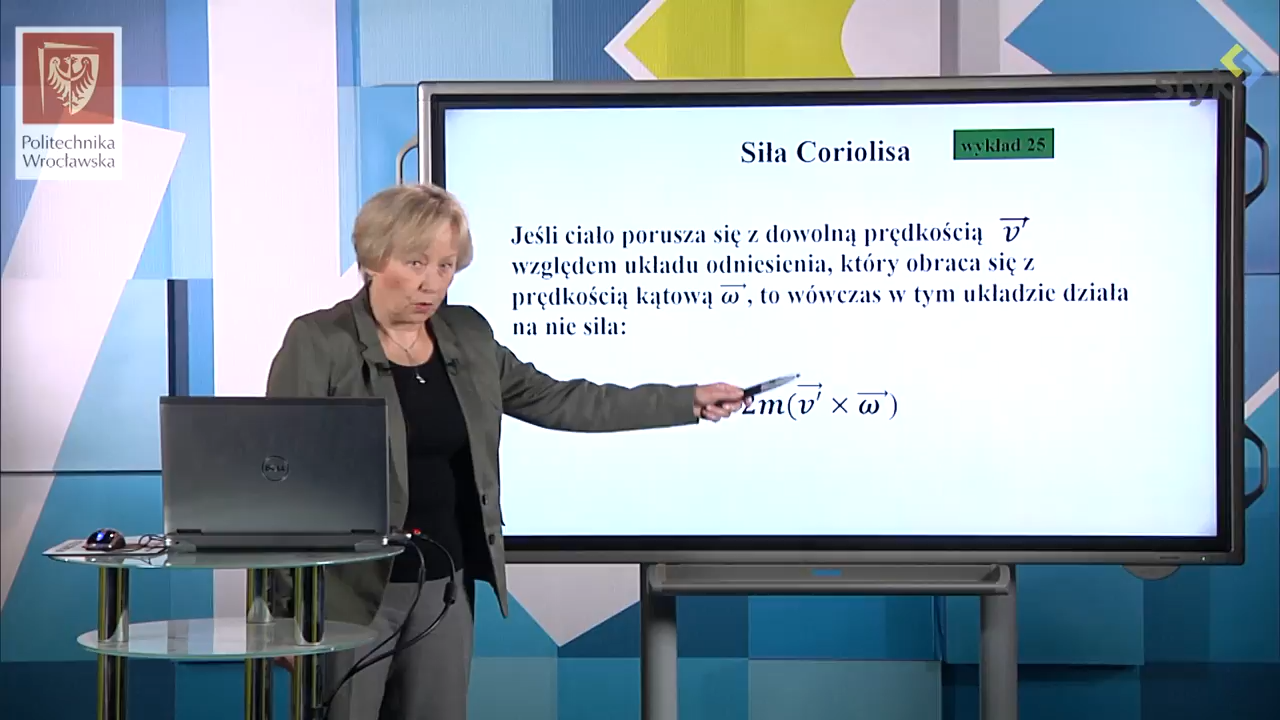 Politechnika
Wrocławska
styk
Siła Coriolisa
wykład 25
Jeśli ciało porusza się z dowolną prędkością v⃗′
względem układu odniesienia, który obraca się z
prędkością kątową ω⃗, to wówczas w tym układzie działa
na nie siła:
2m(v⃗′ × ω⃗)
DELL